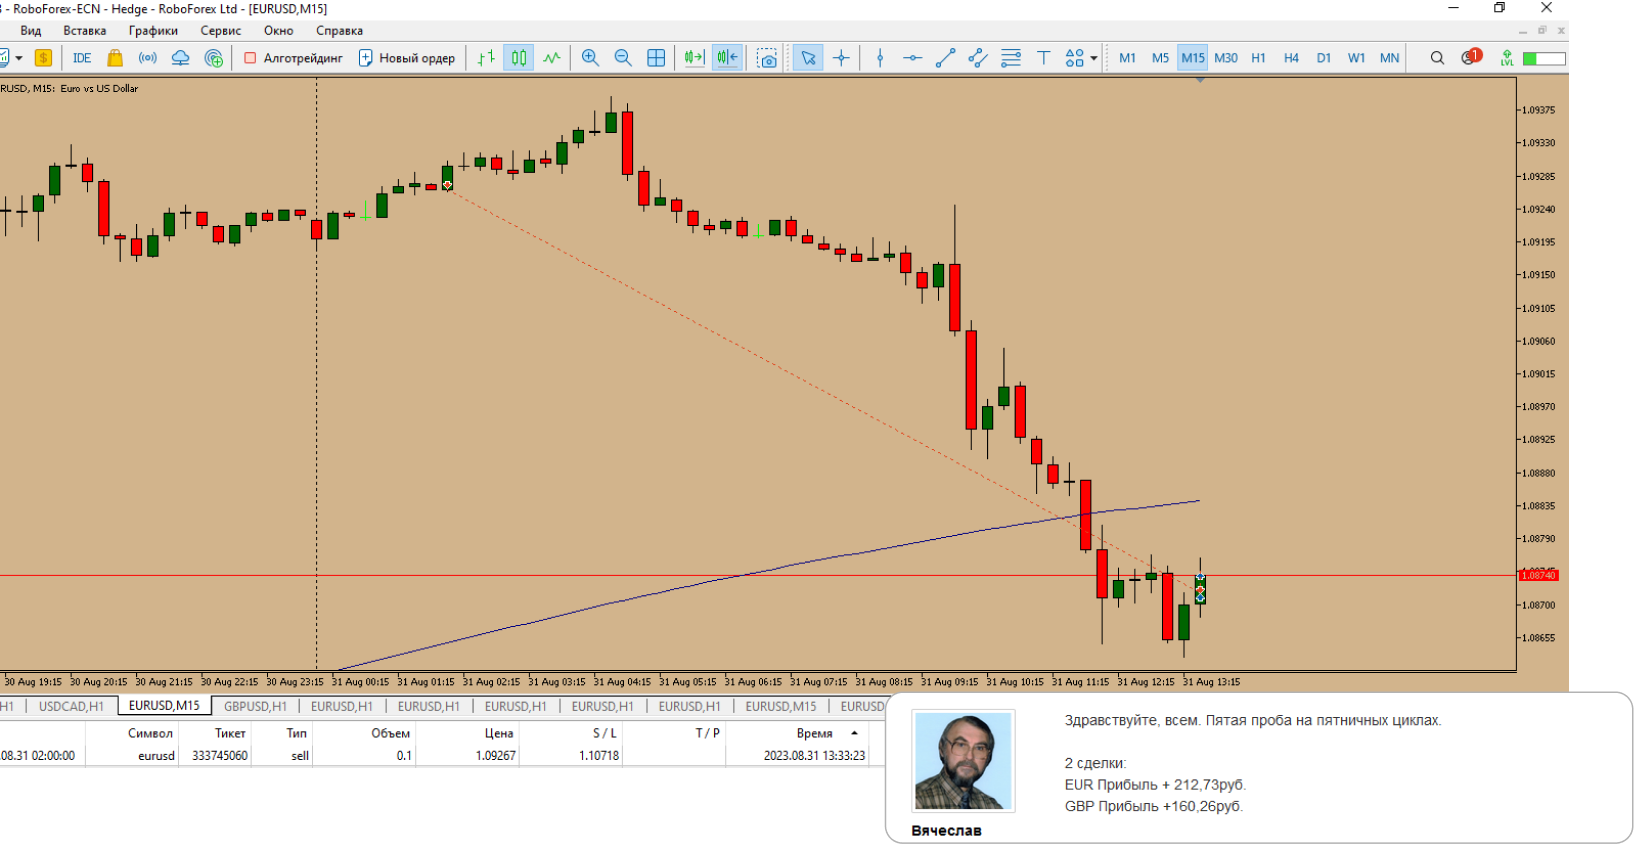 3 - RoboForex-ECN - Hedge - RoboForex Ltd - [EURUSD,M15]
Вид Вставка Графики Сервис Окно Справка
$ IDE Алготрейдинг Новый ордер T M1 M5 M15 M30 H1 H4 D1 W1 MN 1 LVL
RUSD, M15: Euro vs US Dollar
1.09375
1.09330
1.09285
1.09240
1.09195
1.09150
1.09105
1.09060
1.09015
1.08970
1.08925
1.08880
1.08835
1.08790
1.08740
1.08700
1.08655
30 Aug 19:15 30 Aug 20:15 30 Aug 21:15 30 Aug 22:15 30 Aug 23:15 31 Aug 00:15 31 Aug 01:15 31 Aug 02:15 31 Aug 03:15 31 Aug 04:15 31 Aug 05:15 31 Aug 06:15 31 Aug 07:15 31 Aug 08:15 31 Aug 09:15 31 Aug 10:15 31 Aug 11:15 31 Aug 12:15 31 Aug 13:15
H1 USDCAD,H1 EURUSD,M15 GBPUSD,H1 EURUSD,H1 EURUSD,H1 EURUSD,H1 EURUSD,H1 EURUSD,H1 EURUSD,M15 EURUSD
Символ Тикет Тип Объем Цена S / L T / P Время
.08.31 02:00:00 eurusd 333745060 sell 0.1 1.09267 1.10718 2023.08.31 13:33:23
Здравствуйте, всем. Пятая проба на пятничных циклах.
2 сделки:
EUR Прибыль + 212,73руб.
GBP Прибыль +160,26руб.
Вячеслав